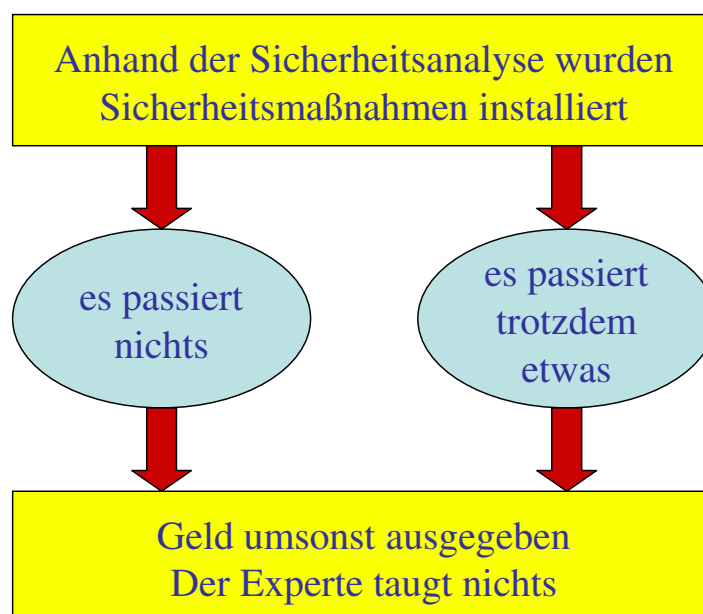 Anhand der Sicherheitsanalyse wurden
Sicherheitsmaßnahmen installiert
es passiert
nichts
es passiert
trotzdem
etwas
Geld umsonst ausgegeben
Der Experte taugt nichts